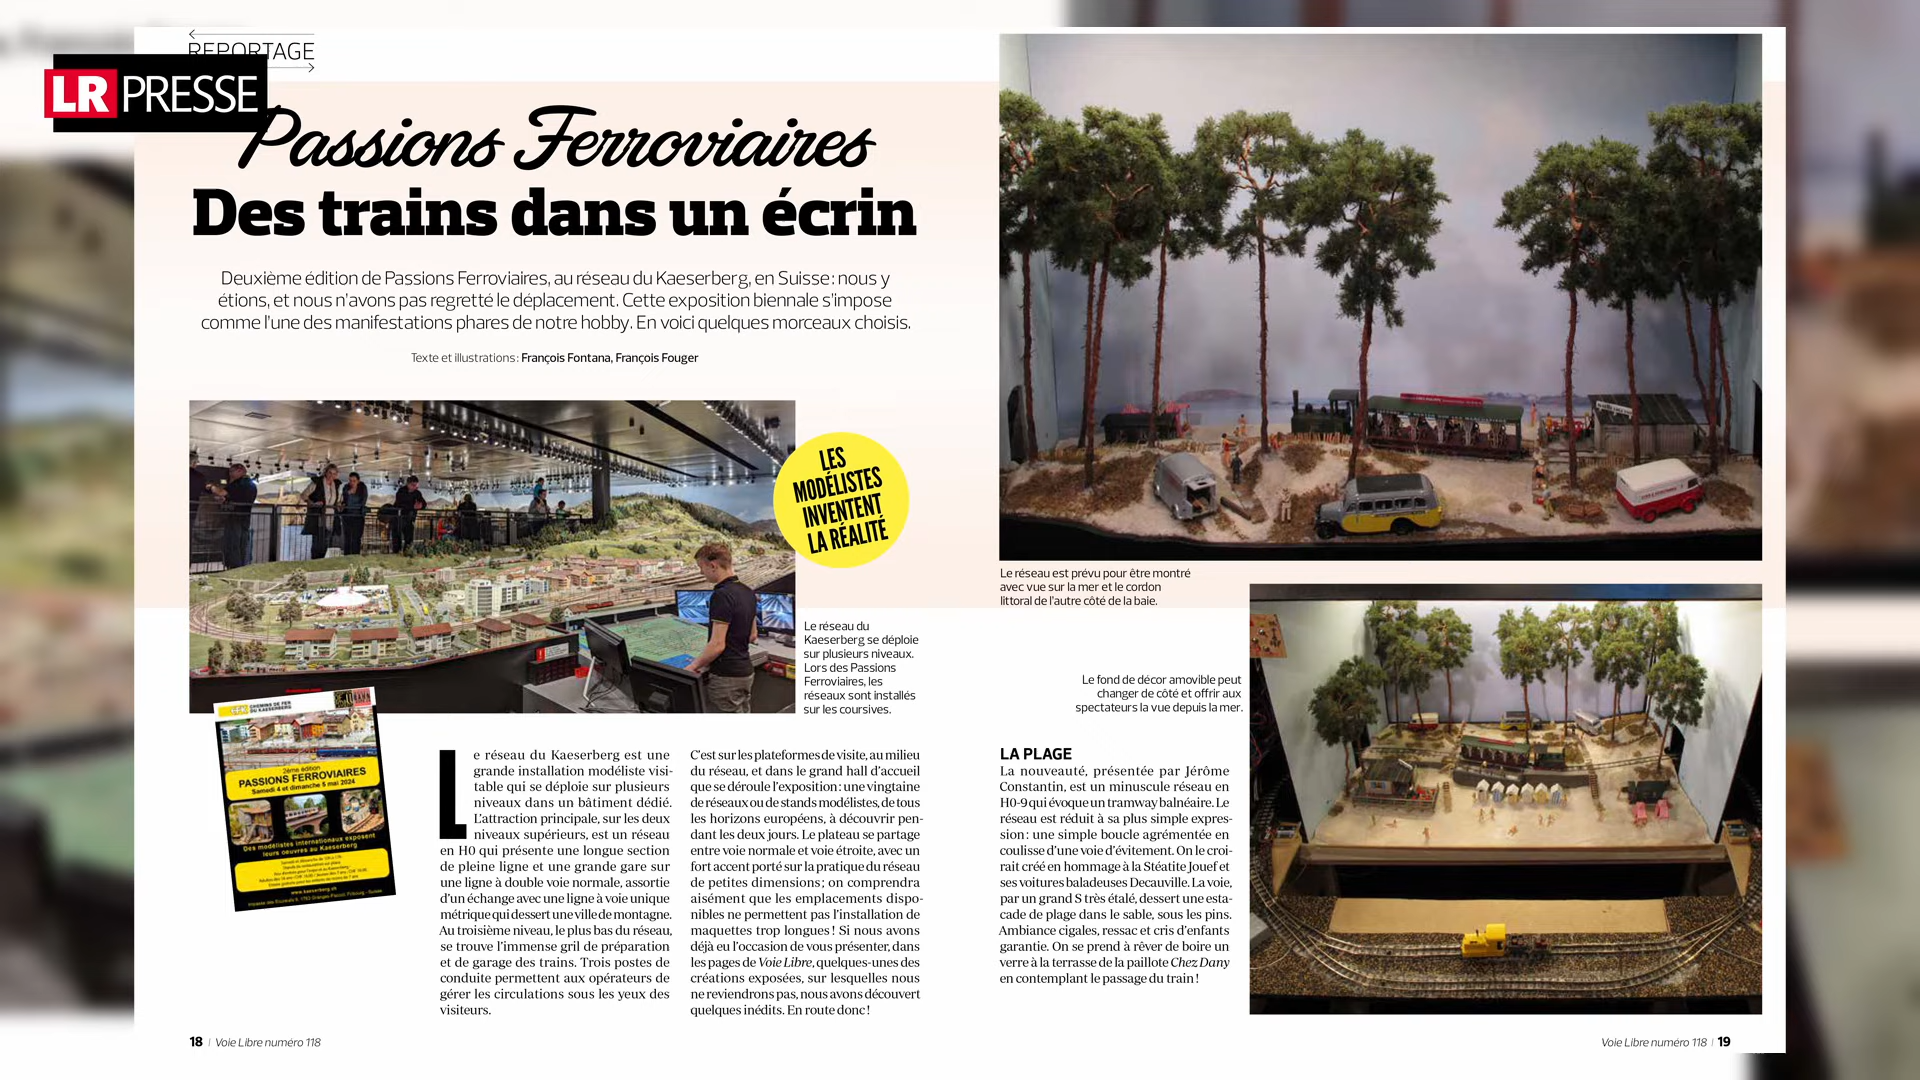 REPORTAGE
LR PRESSE
Passions Ferroviaires
Des trains dans un écrin
Deuxième édition de Passions Ferroviaires, au réseau du Kaeserberg, en Suisse : nous y
étions, et nous n'avons pas regretté le déplacement. Cette exposition biennale s'impose
comme l'une des manifestations phares de notre hobby. En voici quelques morceaux choisis.
Texte et illustrations : François Fontana, François Fouger
LES
MODÉLISTES
INVENTENT
LA RÉALITÉ
Le réseau du
Kaeserberg se déploie
sur plusieurs niveaux.
Lors des Passions
Ferroviaires, les
réseaux sont installés
sur les coursives.
CHEMINS DE FER
DU KAESERBERG
2ème édition
PASSIONS FERROVIAIRES
Samedi 4 et dimanche 5 mai 2024
Des modélistes internationaux exposent
leurs oeuvres au Kaeserberg
www.kaeserberg.ch
Le réseau du Kaeserberg est une
grande installation modéliste visi-
table qui se déploie sur plusieurs
niveaux dans un bâtiment dédié.
L'attraction principale, sur les deux
niveaux supérieurs, est un réseau
en H0 qui présente une longue section
de pleine ligne et une grande gare sur
une ligne à double voie normale, assortie
d'un échange avec une ligne à voie unique
métrique qui dessert une ville de montagne.
Au troisième niveau, le plus bas du réseau,
se trouve l'immense gril de préparation
et de garage des trains. Trois postes de
conduite permettent aux opérateurs de
gérer les circulations sous les yeux des
visiteurs.
C'est sur les plateformes de visite, au milieu
du réseau, et dans le grand hall d'accueil
que se déroule l'exposition : une vingtaine
de réseaux ou de stands modélistes, de tous
les horizons européens, à découvrir pen-
dant les deux jours. Le plateau se partage
entre voie normale et voie étroite, avec un
fort accent porté sur la pratique du réseau
de petites dimensions ; on comprendra
aisément que les emplacements dispo-
nibles ne permettent pas l'installation de
maquettes trop longues ! Si nous avons
déjà eu l'occasion de vous présenter, dans
les pages de Voie Libre, quelques-unes des
créations exposées, sur lesquelles nous
ne reviendrons pas, nous avons découvert
quelques inédits. En route donc !
18 | Voie Libre numéro 118
Le réseau est prévu pour être montré
avec vue sur la mer et le cordon
littoral de l'autre côté de la baie.
Le fond de décor amovible peut
changer de côté et offrir aux
spectateurs la vue depuis la mer.
LA PLAGE
La nouveauté, présentée par Jérôme
Constantin, est un minuscule réseau en
H0-9 qui évoque un tramway balnéaire. Le
réseau est réduit à sa plus simple expres-
sion : une simple boucle agrémentée en
coulisse d'une voie d'évitement. On le croi-
rait créé en hommage à la Stéatite Jouef et
ses voitures baladeuses Decauville. La voie,
par un grand S très étalé, dessert une esta-
cade de plage dans le sable, sous les pins.
Ambiance cigales, ressac et cris d'enfants
garantie. On se prend à rêver de boire un
verre à la terrasse de la paillote Chez Dany
en contemplant le passage du train !
Voie Libre numéro 118 | 19